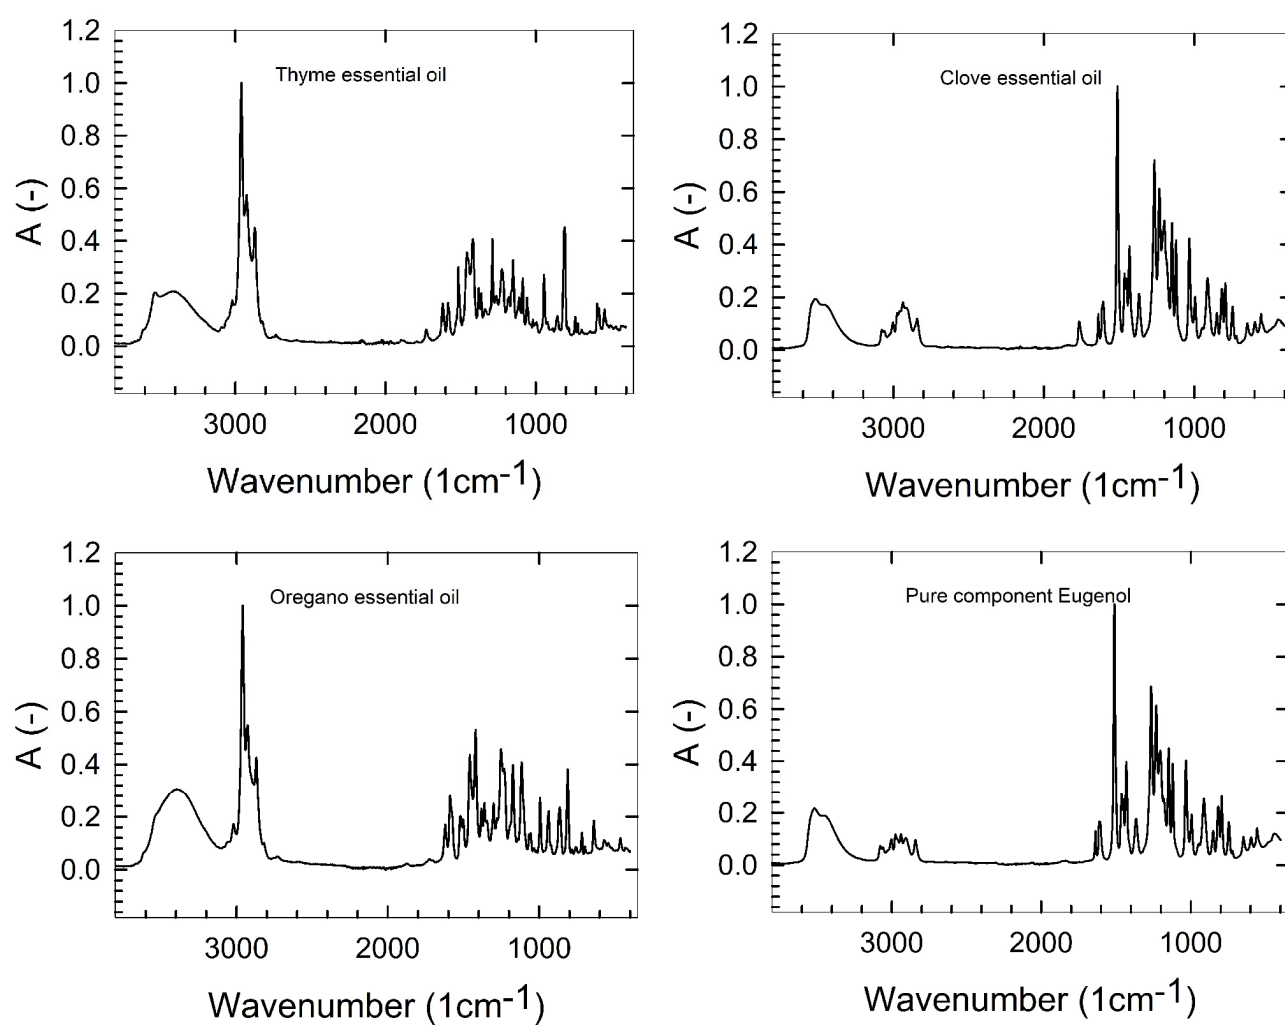 1.2
1.0
0.8
0.6
0.4
0.2
0.0
A (-)
Thyme essential oil
3000 2000 1000
Wavenumber (1cm-1)
1.2
1.0
0.8
0.6
0.4
0.2
0.0
A (-)
Clove essential oil
3000 2000 1000
Wavenumber (1cm-1)
1.2
1.0
0.8
0.6
0.4
0.2
0.0
A (-)
Oregano essential oil
3000 2000 1000
Wavenumber (1cm-1)
1.2
1.0
0.8
0.6
0.4
0.2
0.0
A (-)
Pure component Eugenol
3000 2000 1000
Wavenumber (1cm-1)